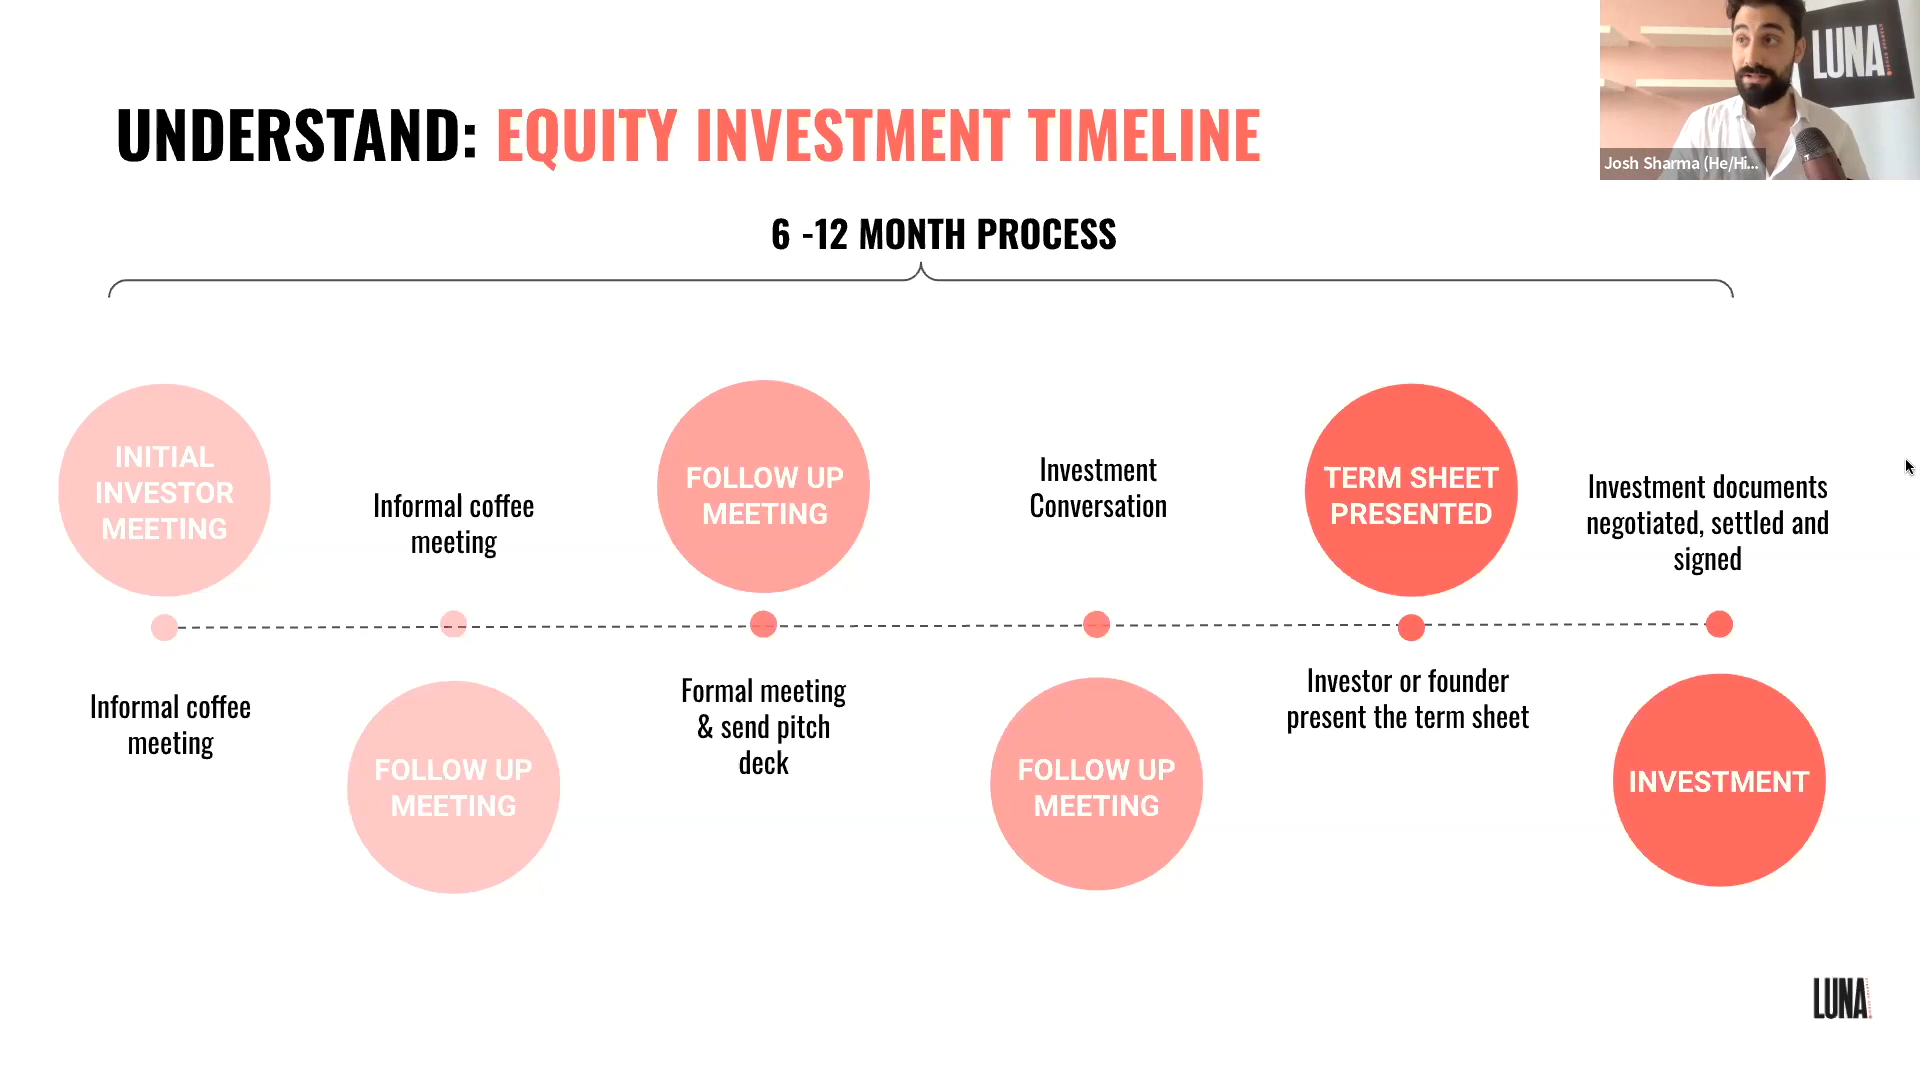 UNDERSTAND: EQUITY INVESTMENT TIMELINE
LUNA
Josh Sharma (He/Hi...
6 -12 MONTH PROCESS
INITIAL
INVESTOR
MEETING
Informal coffee
meeting
Informal coffee
meeting
FOLLOW UP
MEETING
FOLLOW UP
MEETING
Formal meeting
& send pitch
deck
Investment
Conversation
FOLLOW UP
MEETING
TERM SHEET
PRESENTED
Investor or founder
present the term sheet
Investment documents
negotiated, settled and
signed
INVESTMENT
LUNA